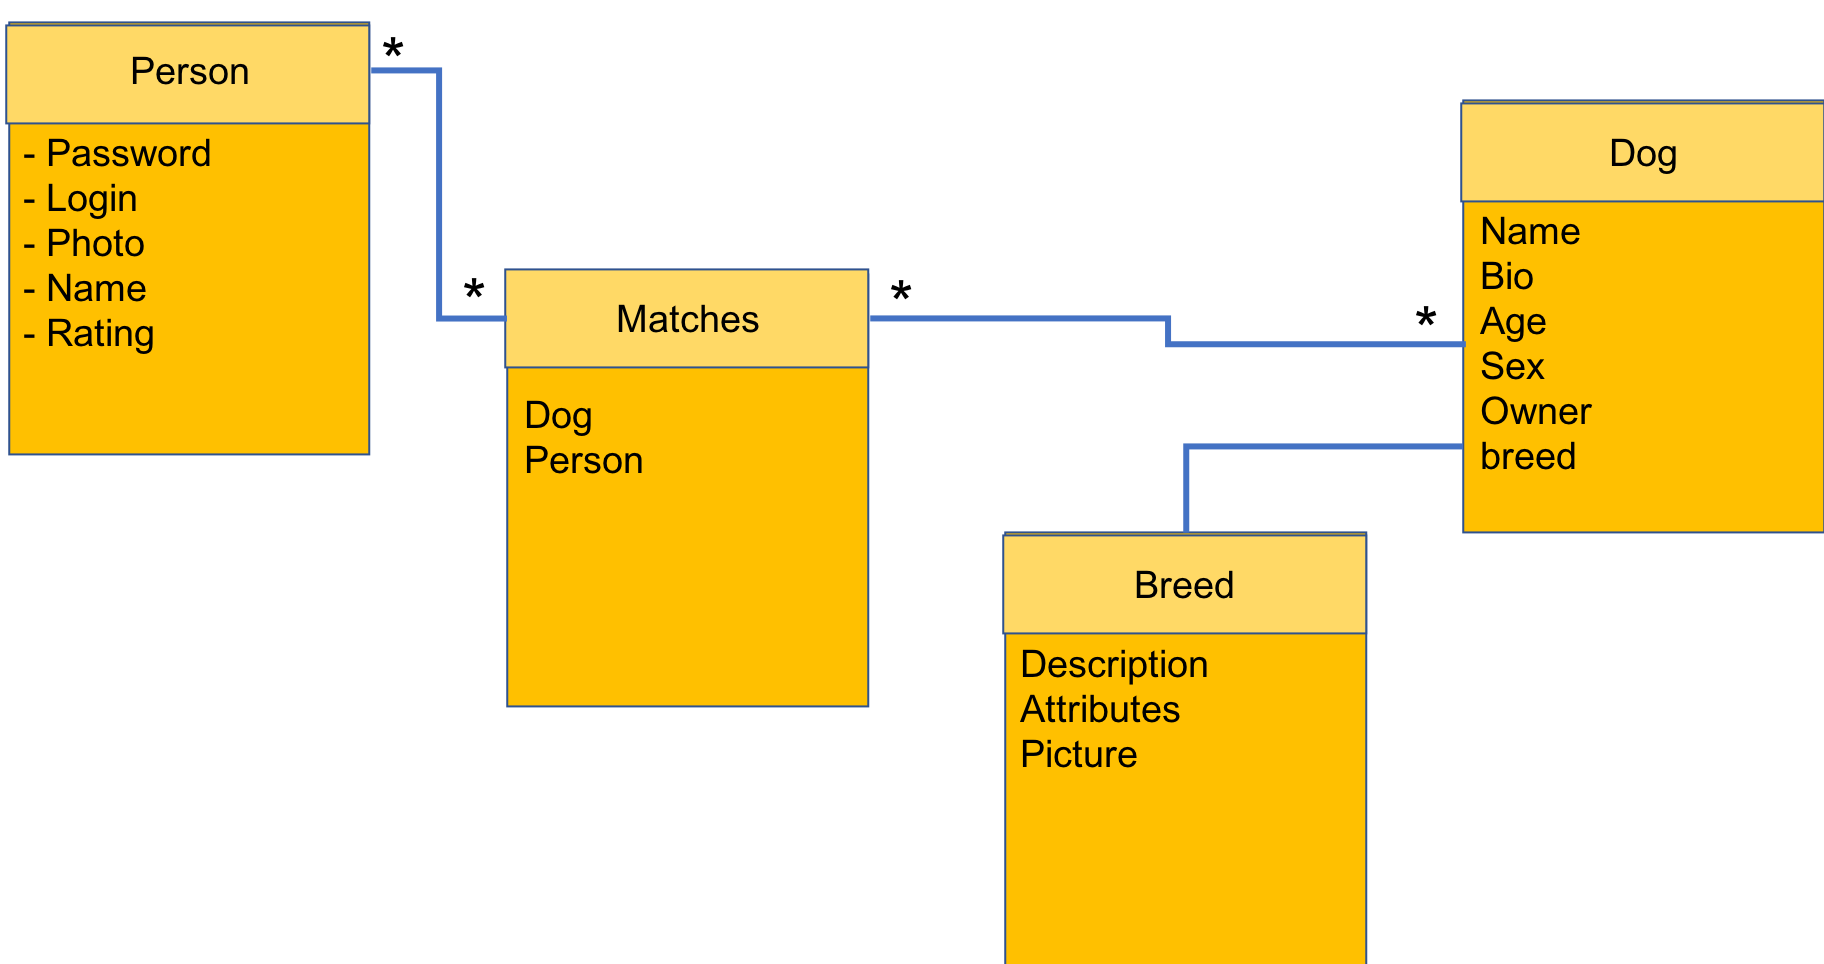 Person
*
- Password
- Login
- Photo
- Name
- Rating
*
Matches
*
Dog
Person
*
Dog
Name
Bio
Age
Sex
Owner
breed
Breed
Description
Attributes
Picture